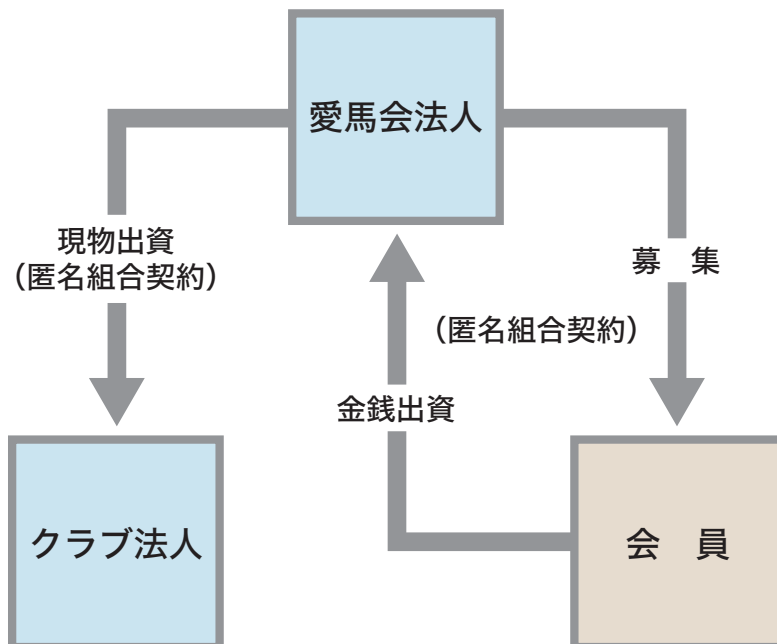 愛馬会法人
現物出資
(匿名組合契約)
募　集
(匿名組合契約)
金銭出資
クラブ法人
会　員